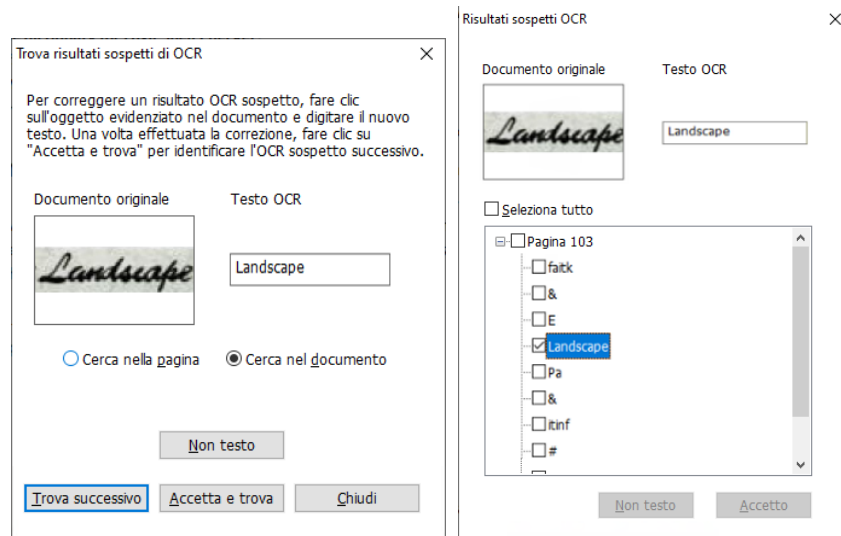 Trova risultati sospetti di OCR
Per correggere un risultato OCR sospetto, fare clic
sull'oggetto evidenziato nel documento e digitare il nuovo
testo. Una volta effettuata la correzione, fare clic su
"Accetta e trova" per identificare l'OCR sospetto successivo.
Documento originale Testo OCR
Landscape Landscape
Cerca nella pagina Cerca nel documento
Non testo
Trova successivo Accetta e trova Chiudi
Risultati sospetti OCR
Documento originale Testo OCR
Landscape Landscape
Seleziona tutto
Pagina 103
faitk
&
E
Landscape
Pa
&
itinf
#
Non testo Accetto